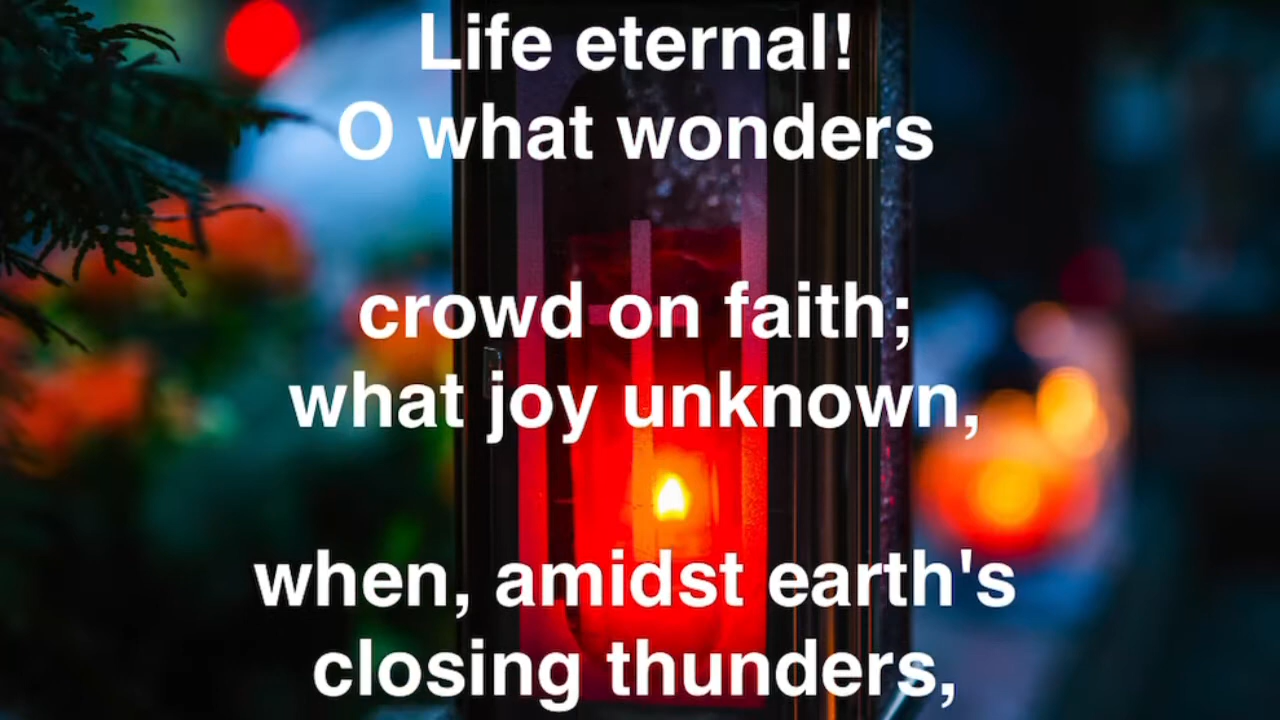 Life eternal!
O what wonders
crowd on faith;
what joy unknown,
when, amidst earth's
closing thunders,